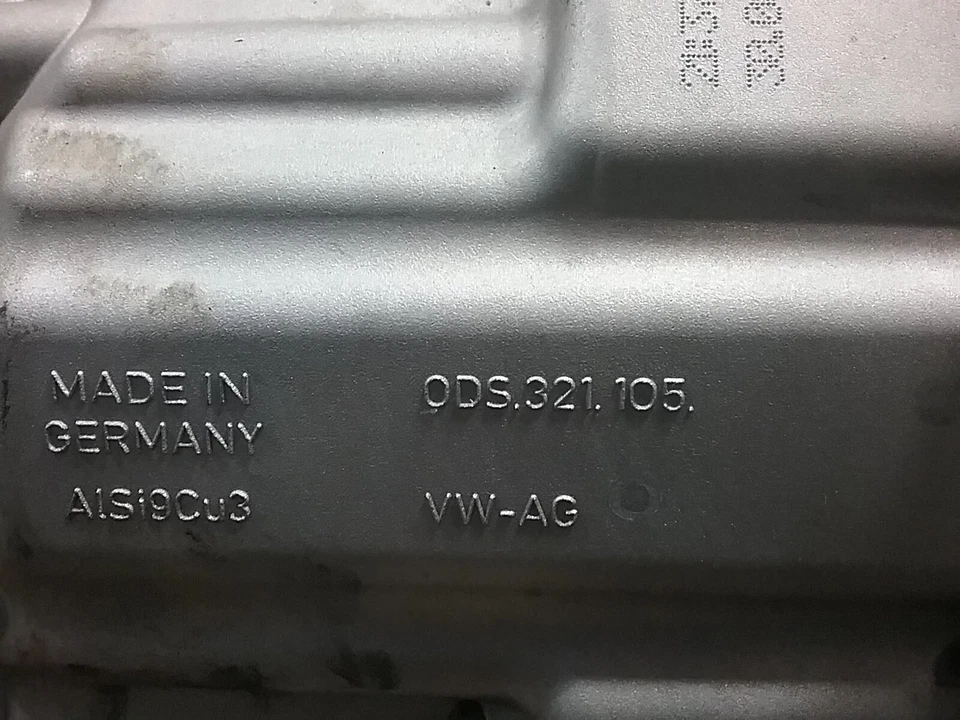 MADE IN
GERMANY
AlSi9Cu3
0DS.321.105.
VW-AG